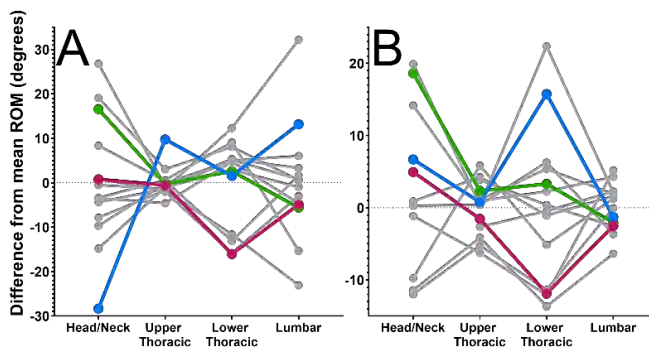 A
B
Difference from mean ROM (degrees)
30
20
10
0
-10
-20
-30
20
10
0
-10
Head/Neck
Upper
Thoracic
Lower
Thoracic
Lumbar
Head/Neck
Upper
Thoracic
Lower
Thoracic
Lumbar